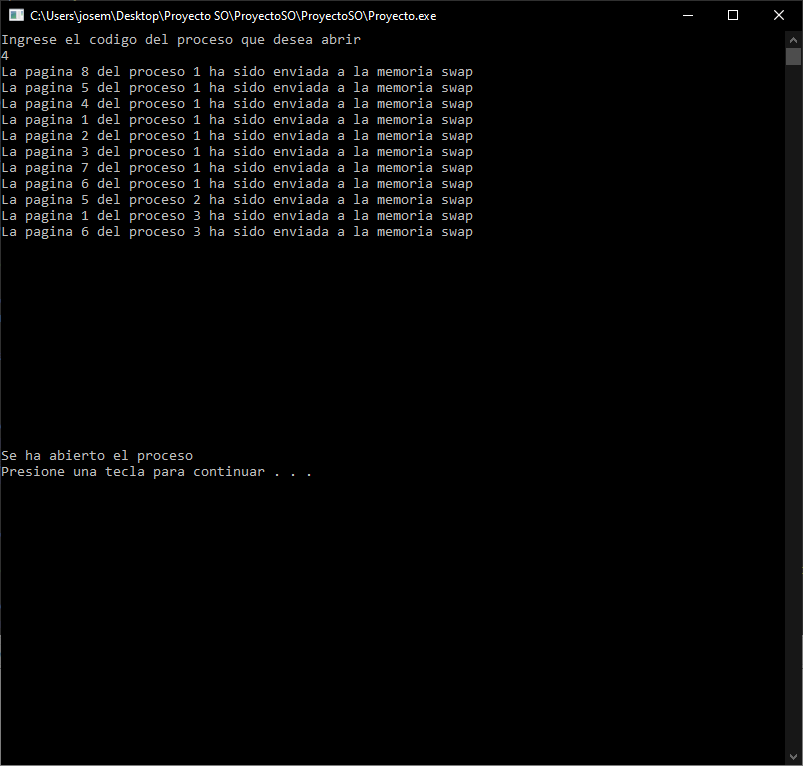 C:\Users\josem\Desktop\Proyecto SO\ProyectoSO\ProyectoSO\Proyecto.exe
Ingrese el codigo del proceso que desea abrir
4
La pagina 8 del proceso 1 ha sido enviada a la memoria swap
La pagina 5 del proceso 1 ha sido enviada a la memoria swap
La pagina 4 del proceso 1 ha sido enviada a la memoria swap
La pagina 1 del proceso 1 ha sido enviada a la memoria swap
La pagina 2 del proceso 1 ha sido enviada a la memoria swap
La pagina 3 del proceso 1 ha sido enviada a la memoria swap
La pagina 7 del proceso 1 ha sido enviada a la memoria swap
La pagina 6 del proceso 1 ha sido enviada a la memoria swap
La pagina 5 del proceso 2 ha sido enviada a la memoria swap
La pagina 1 del proceso 3 ha sido enviada a la memoria swap
La pagina 6 del proceso 3 ha sido enviada a la memoria swap
Se ha abierto el proceso
Presione una tecla para continuar . . .